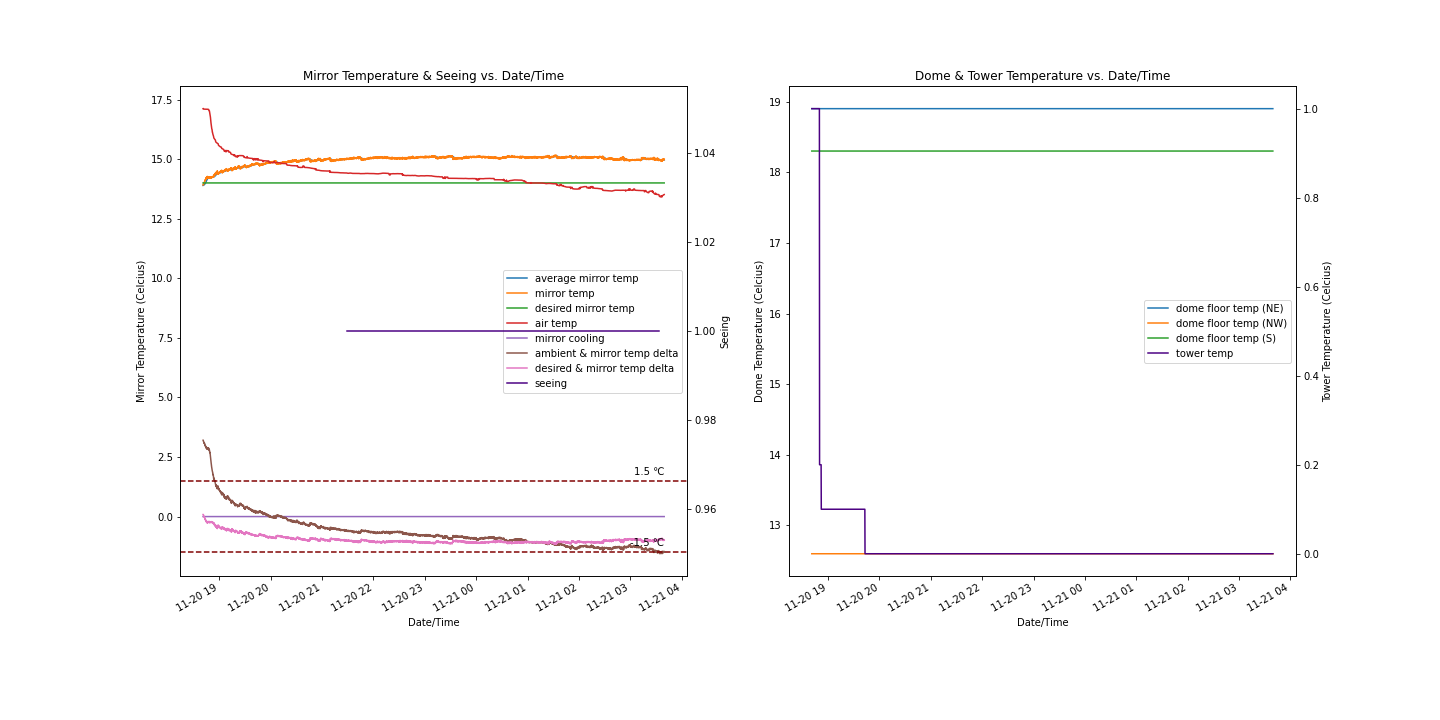 Mirror Temperature & Seeing vs. Date/Time
17.5
15.0
12.5
10.0
7.5
5.0
2.5
0.0
Mirror Temperature (Celcius)
1.04
1.02
1.00
0.98
0.96
Seeing
average mirror temp
mirror temp
desired mirror temp
air temp
mirror cooling
ambient & mirror temp delta
desired & mirror temp delta
seeing
1.5 °C
-1.5 °C
11-20 19
11-20 20
11-20 21
11-20 22
11-20 23
11-21 00
11-21 01
11-21 02
11-21 03
11-21 04
Date/Time
Dome & Tower Temperature vs. Date/Time
19
18
17
16
15
14
13
Dome Temperature (Celcius)
1.0
0.8
0.6
0.4
0.2
0.0
Tower Temperature (Celcius)
dome floor temp (NE)
dome floor temp (NW)
dome floor temp (S)
tower temp
11-20 19
11-20 20
11-20 21
11-20 22
11-20 23
11-21 00
11-21 01
11-21 02
11-21 03
11-21 04
Date/Time